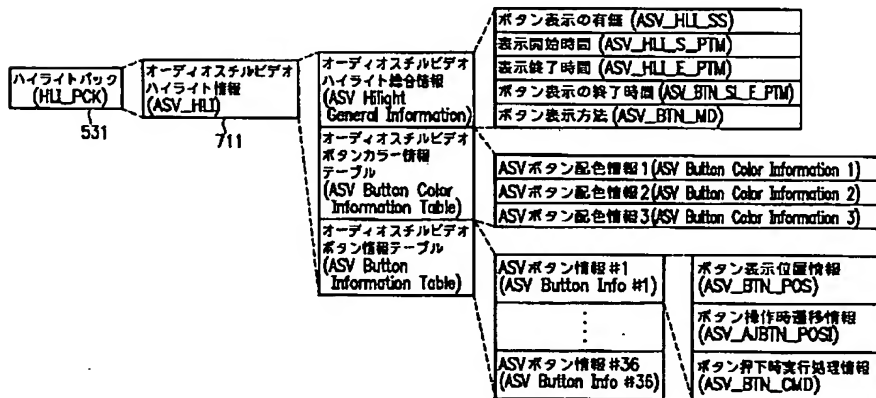 ハイライトパック
(HLI_PCK)
531
オーディオスチルビデオ
ハイライト情報
(ASV_HLI)
711
オーディオスチルビデオ
ハイライト総合情報
(ASV Hilight
General Information)
オーディオスチルビデオ
ボタンカラー情報
テーブル
(ASV Button Color
Information Table)
オーディオスチルビデオ
ボタン情報テーブル
(ASV Button
Information Table)
ボタン表示の有無 (ASV_HLI_SS)
表示開始時間 (ASV_HLI_S_PTM)
表示終了時間 (ASV_HLI_E_PTM)
ボタン表示の終了時間 (ASV_BTN_SL_E_PTM)
ボタン表示方法 (ASV_BTN_MD)
ASVボタン配色情報1(ASV Button Color Information 1)
ASVボタン配色情報2(ASV Button Color Information 2)
ASVボタン配色情報3(ASV Button Color Information 3)
ASVボタン情報#1
(ASV Button Info #1)
ASVボタン情報#36
(ASV Button Info #36)
ボタン表示位置情報
(ASV_BTN_POS)
ボタン操作時遷移情報
(ASV_AJBTN_POSI)
ボタン押下時実行処理情報
(ASV_BTN_CMD)